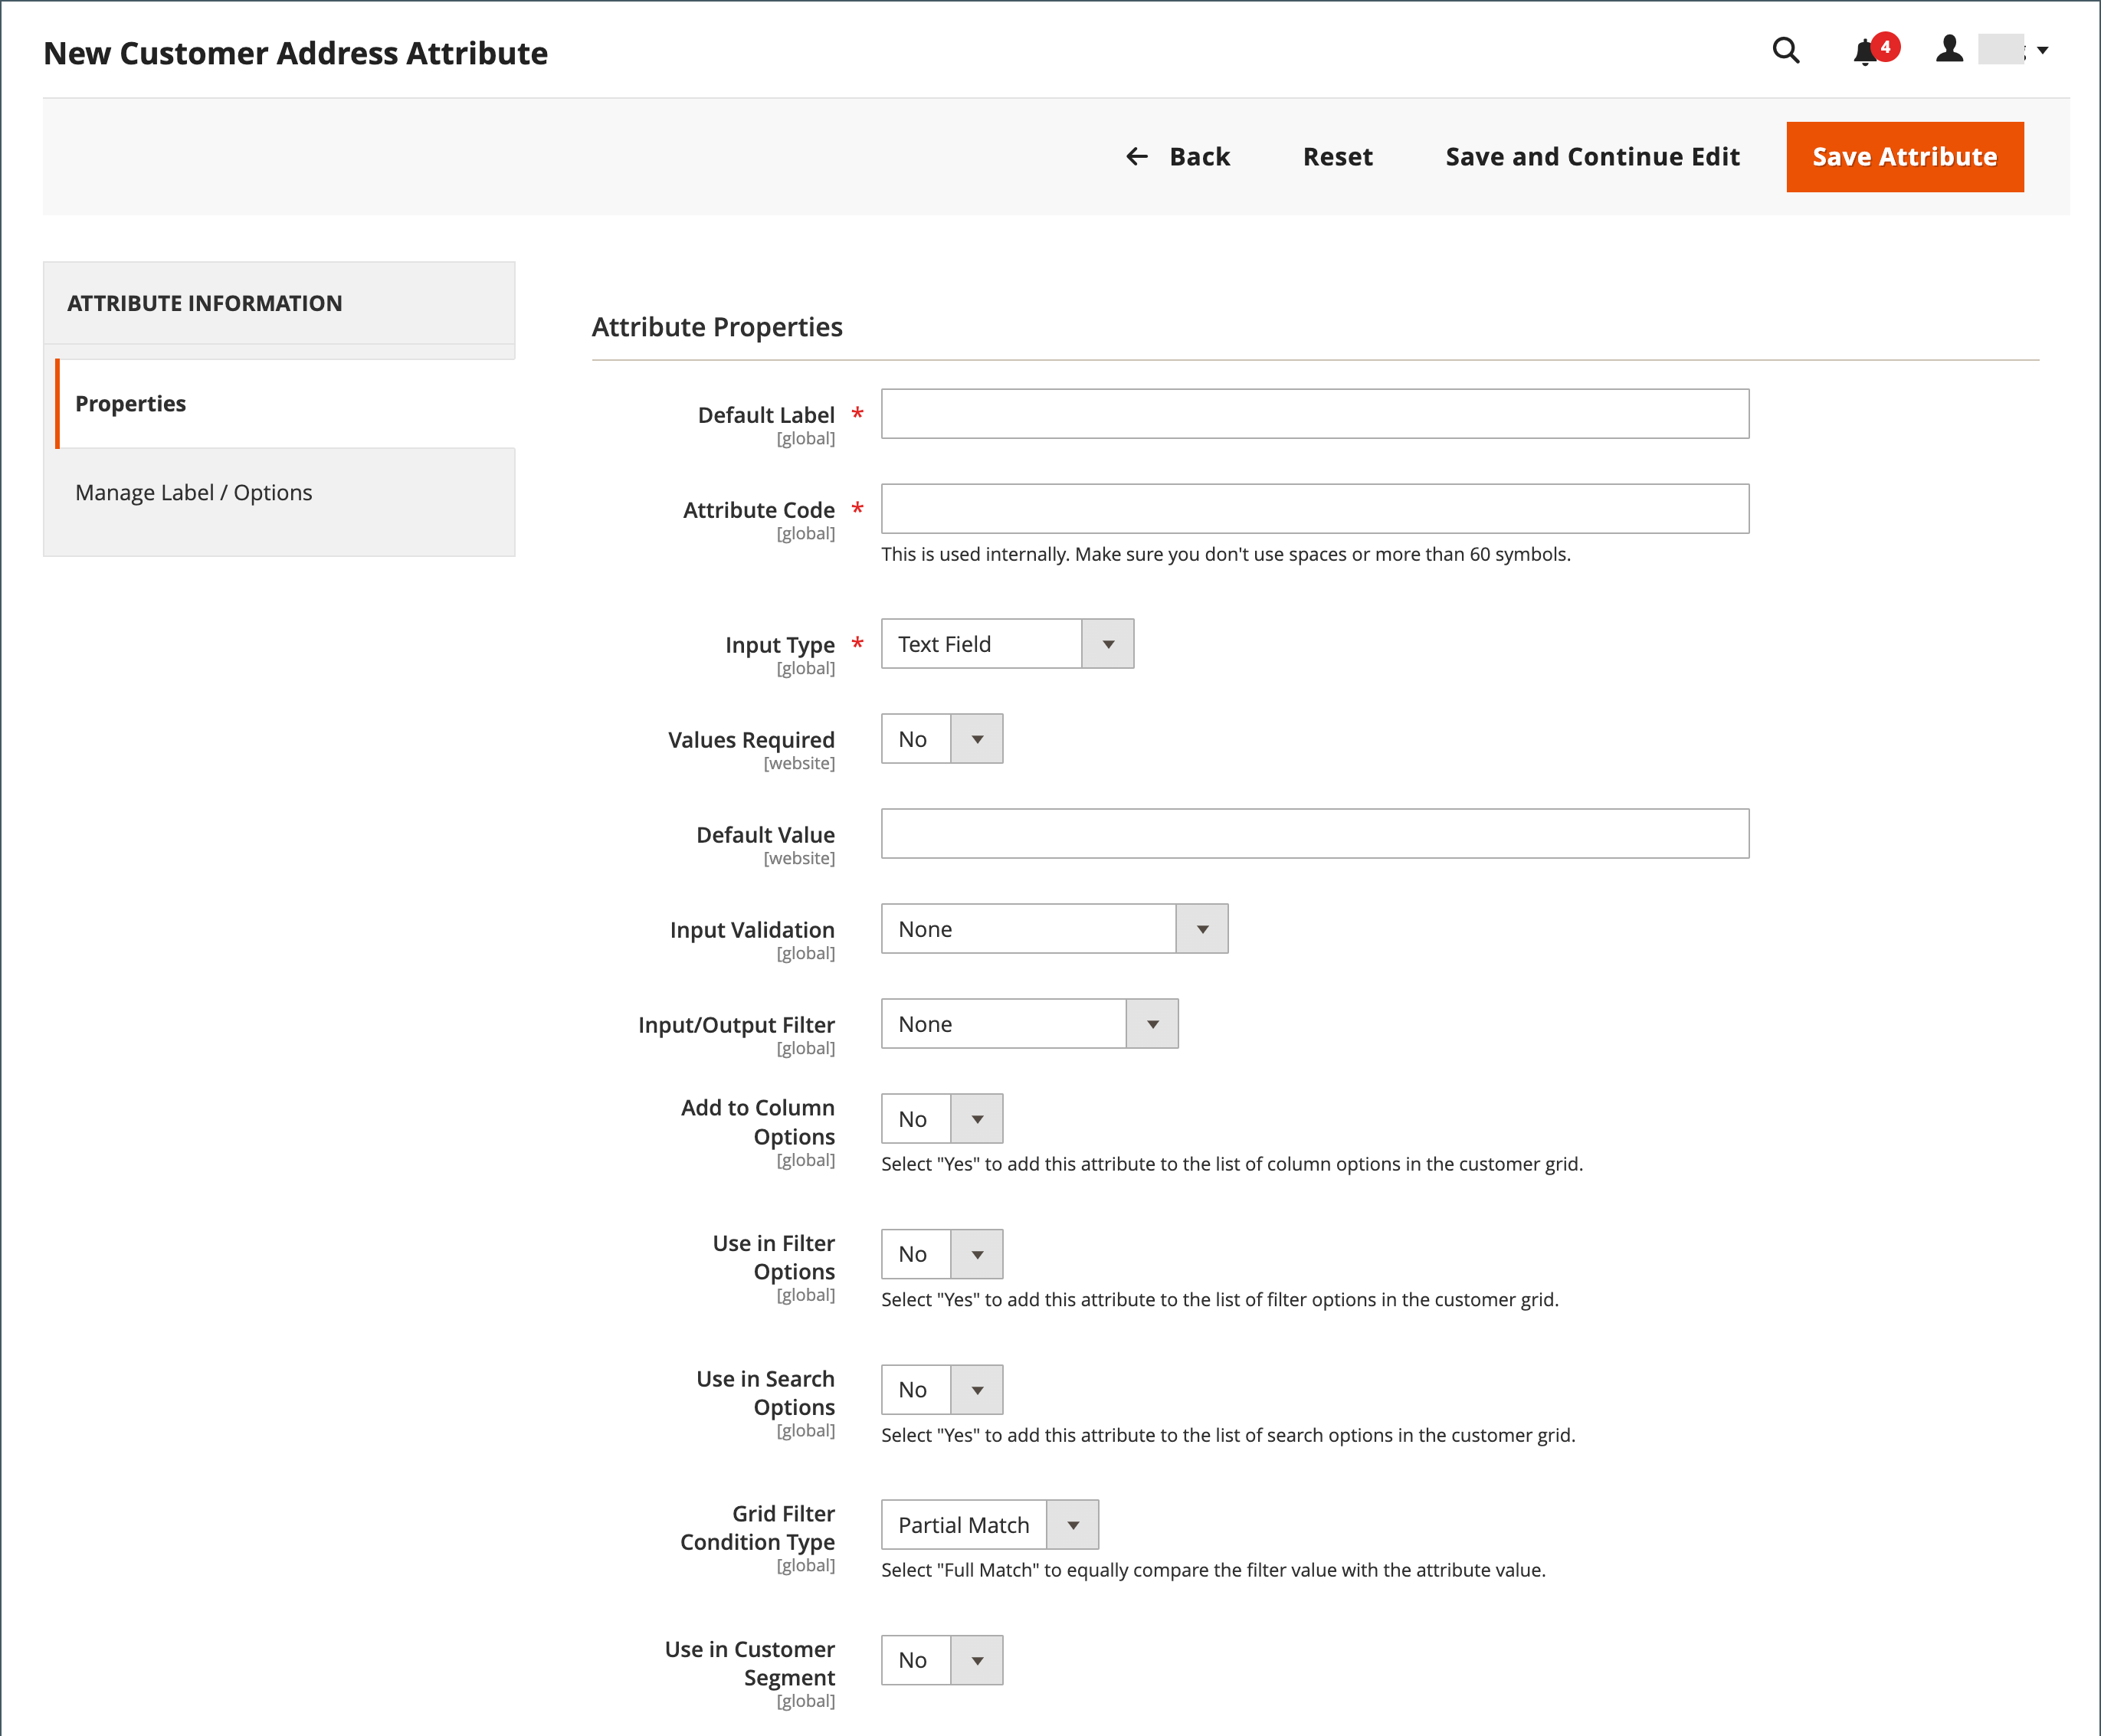 New Customer Address Attribute
4
Back
Reset
Save and Continue Edit
Save Attribute
ATTRIBUTE INFORMATION
Properties
Manage Label / Options
Attribute Properties
Default Label *
[global]
Attribute Code *
[global]
This is used internally. Make sure you don't use spaces or more than 60 symbols.
Input Type *
[global]
Text Field
Values Required
[website]
No
Default Value
[website]
Input Validation
[global]
None
Input/Output Filter
[global]
None
Add to Column
Options
[global]
No
Select "Yes" to add this attribute to the list of column options in the customer grid.
Use in Filter
Options
[global]
No
Select "Yes" to add this attribute to the list of filter options in the customer grid.
Use in Search
Options
[global]
No
Select "Yes" to add this attribute to the list of search options in the customer grid.
Grid Filter
Condition Type
[global]
Partial Match
Select "Full Match" to equally compare the filter value with the attribute value.
Use in Customer
Segment
[global]
No